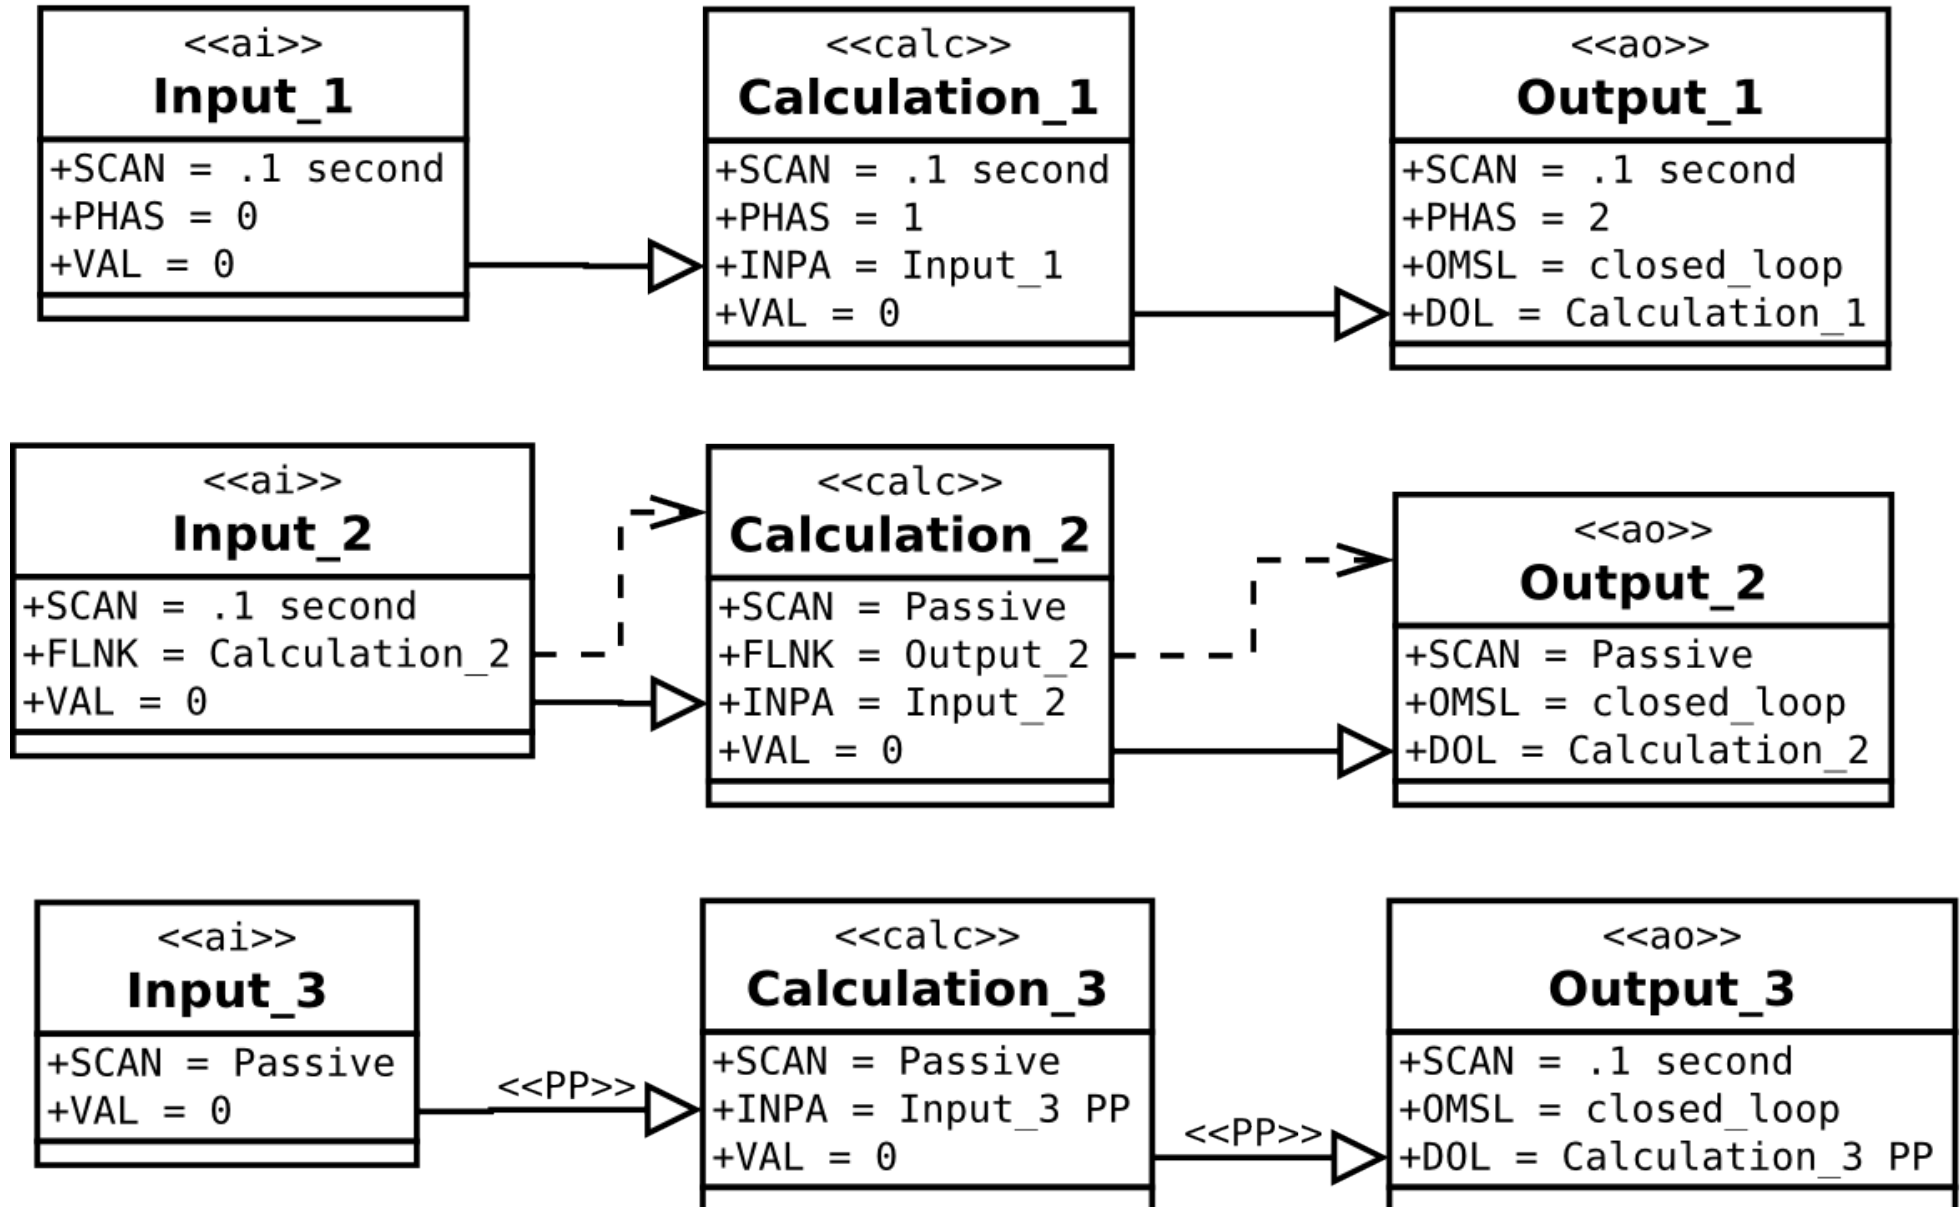 <<ai>>
Input_1
+SCAN = .1 second
+PHAS = 0
+VAL = 0
<<calc>>
Calculation_1
+SCAN = .1 second
+PHAS = 1
+INPA = Input_1
+VAL = 0
<<ao>>
Output_1
+SCAN = .1 second
+PHAS = 2
+OMSL = closed_loop
+DOL = Calculation_1
<<ai>>
Input_2
+SCAN = .1 second
+FLNK = Calculation_2
+VAL = 0
<<calc>>
Calculation_2
+SCAN = Passive
+FLNK = Output_2
+INPA = Input_2
+VAL = 0
<<ao>>
Output_2
+SCAN = Passive
+OMSL = closed_loop
+DOL = Calculation_2
<<ai>>
Input_3
+SCAN = Passive
+VAL = 0
<<PP>>
<<calc>>
Calculation_3
+SCAN = Passive
+INPA = Input_3 PP
+VAL = 0
<<PP>>
<<ao>>
Output_3
+SCAN = .1 second
+OMSL = closed_loop
+DOL = Calculation_3 PP